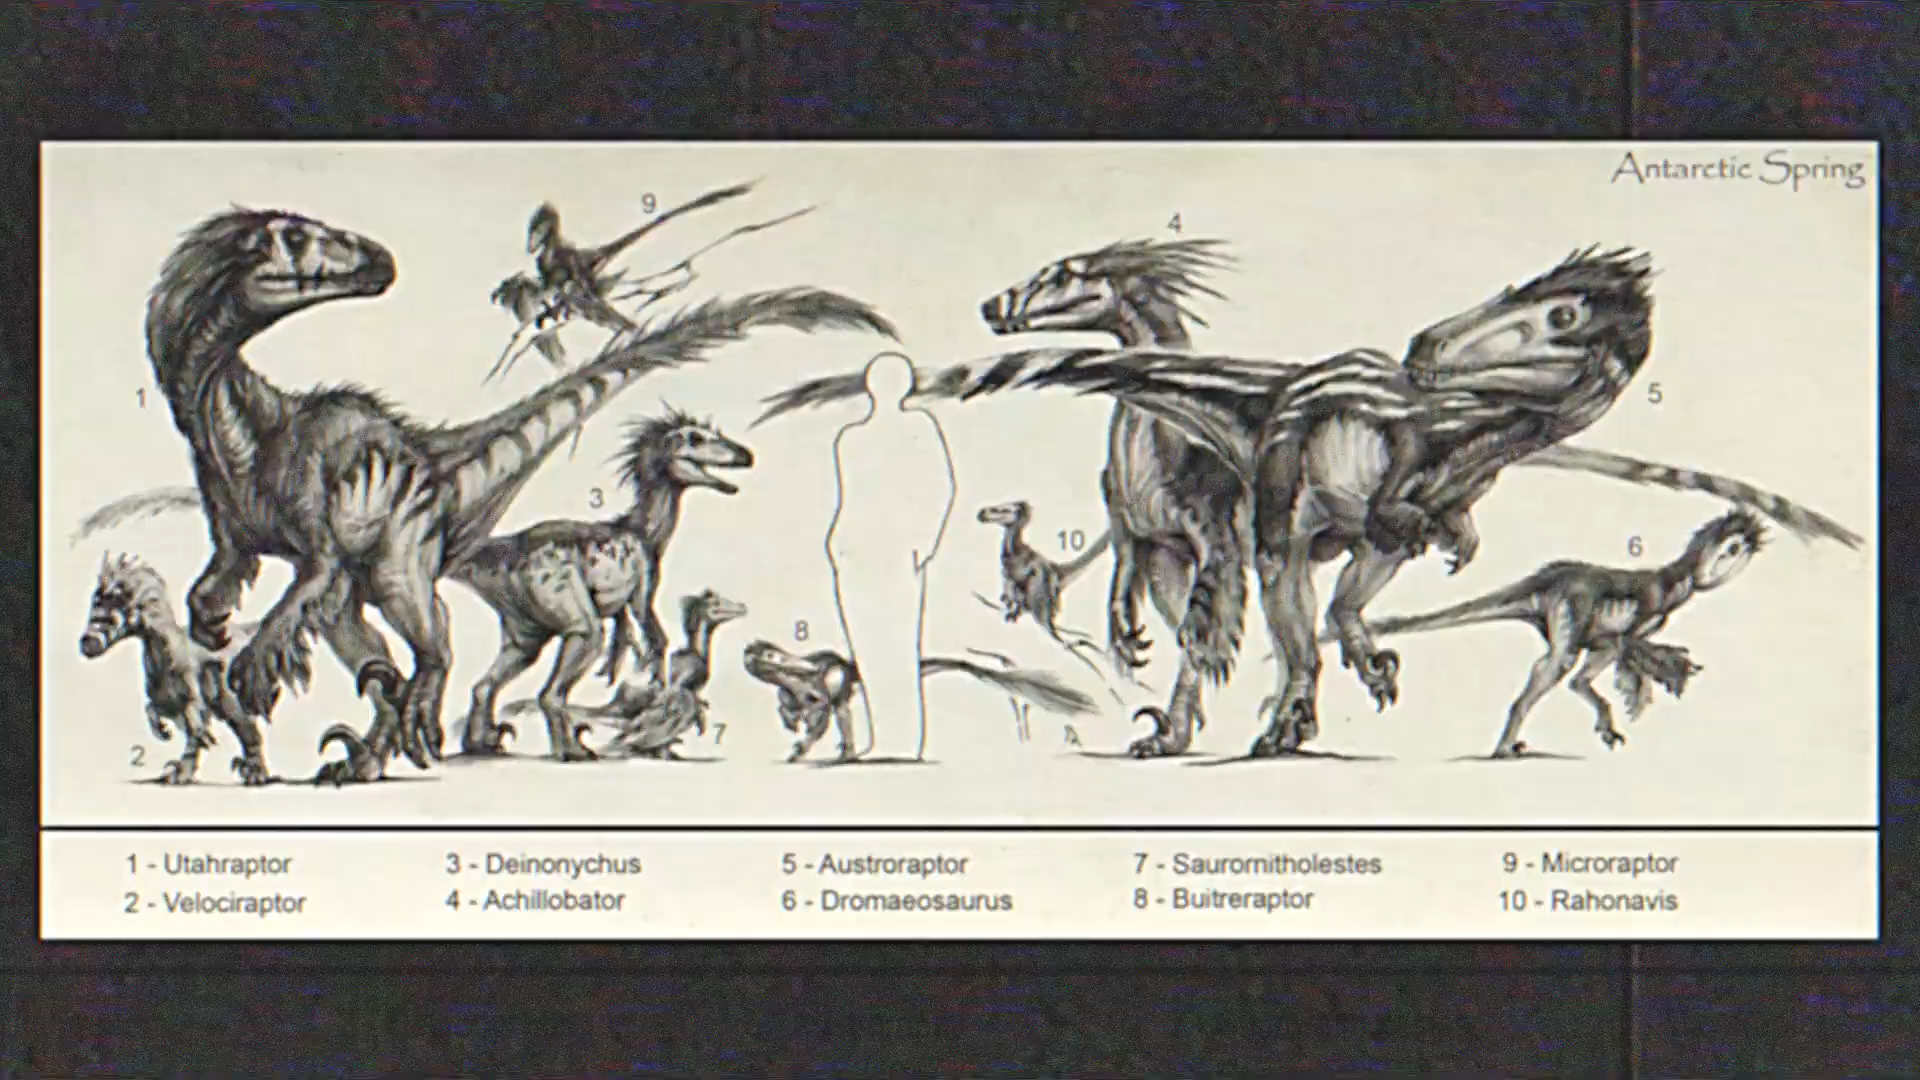 Antarctic Spring
9
4
1
5
3
10
6
8
7
2
1 - Utahraptor
3 - Deinonychus
5 - Austroraptor
7 - Saurornitholestes
9 - Microraptor
2 - Velociraptor
4 - Achillobator
6 - Dromaeosaurus
8 - Buitreraptor
10 - Rahonavis